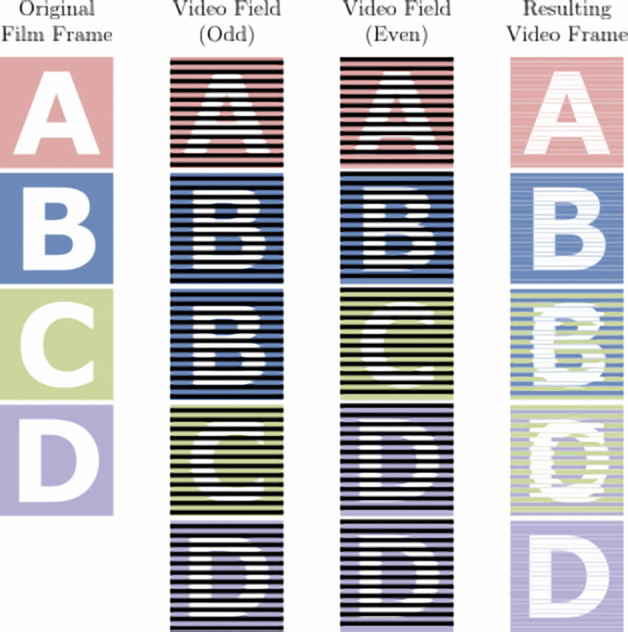 Original
Film Frame
Video Field
(Odd)
Video Field
(Even)
Resulting
Video Frame
A A A A
B B B B
C B C B
D C D C
D D D